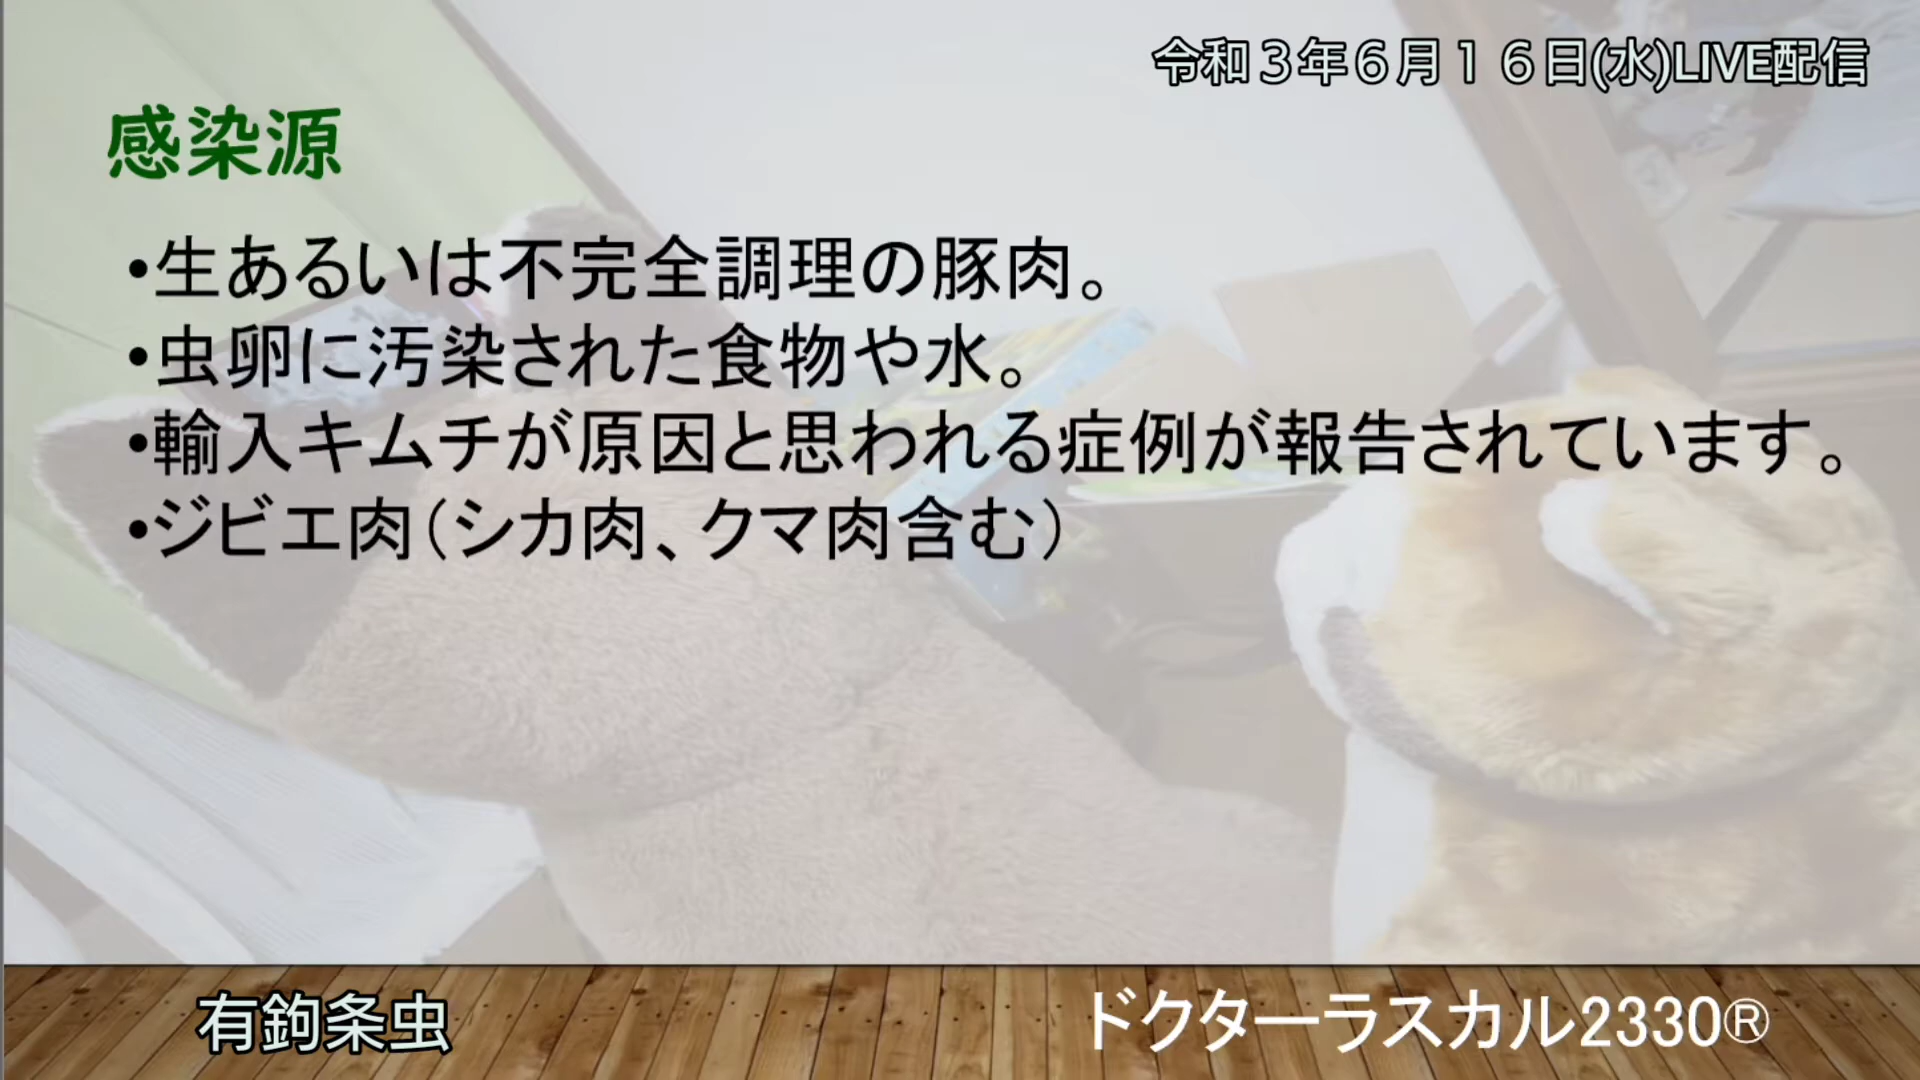 令和３年６月１６日(水)LIVE配信
感染源
•生あるいは不完全調理の豚肉。
•虫卵に汚染された食物や水。
•輸入キムチが原因と思われる症例が報告されています。
•ジビエ肉（シカ肉、クマ肉含む）
有鉤条虫
ドクターラスカル2330®